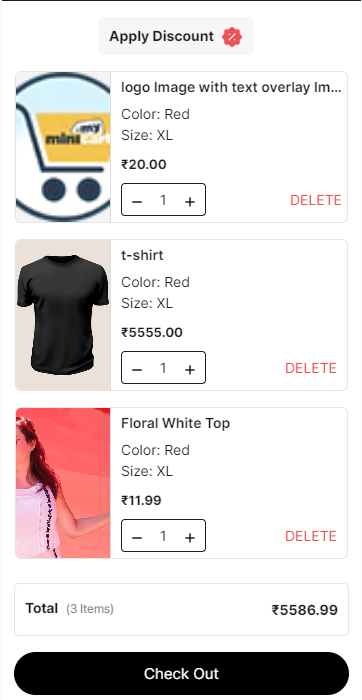 Apply Discount
my
mini
logo Image with text overlay Im...
Color: Red
Size: XL
₹20.00
− 1 +
DELETE
t-shirt
Color: Red
Size: XL
₹5555.00
− 1 +
DELETE
Floral White Top
Color: Red
Size: XL
₹11.99
− 1 +
DELETE
Total (3 Items)
₹5586.99
Check Out